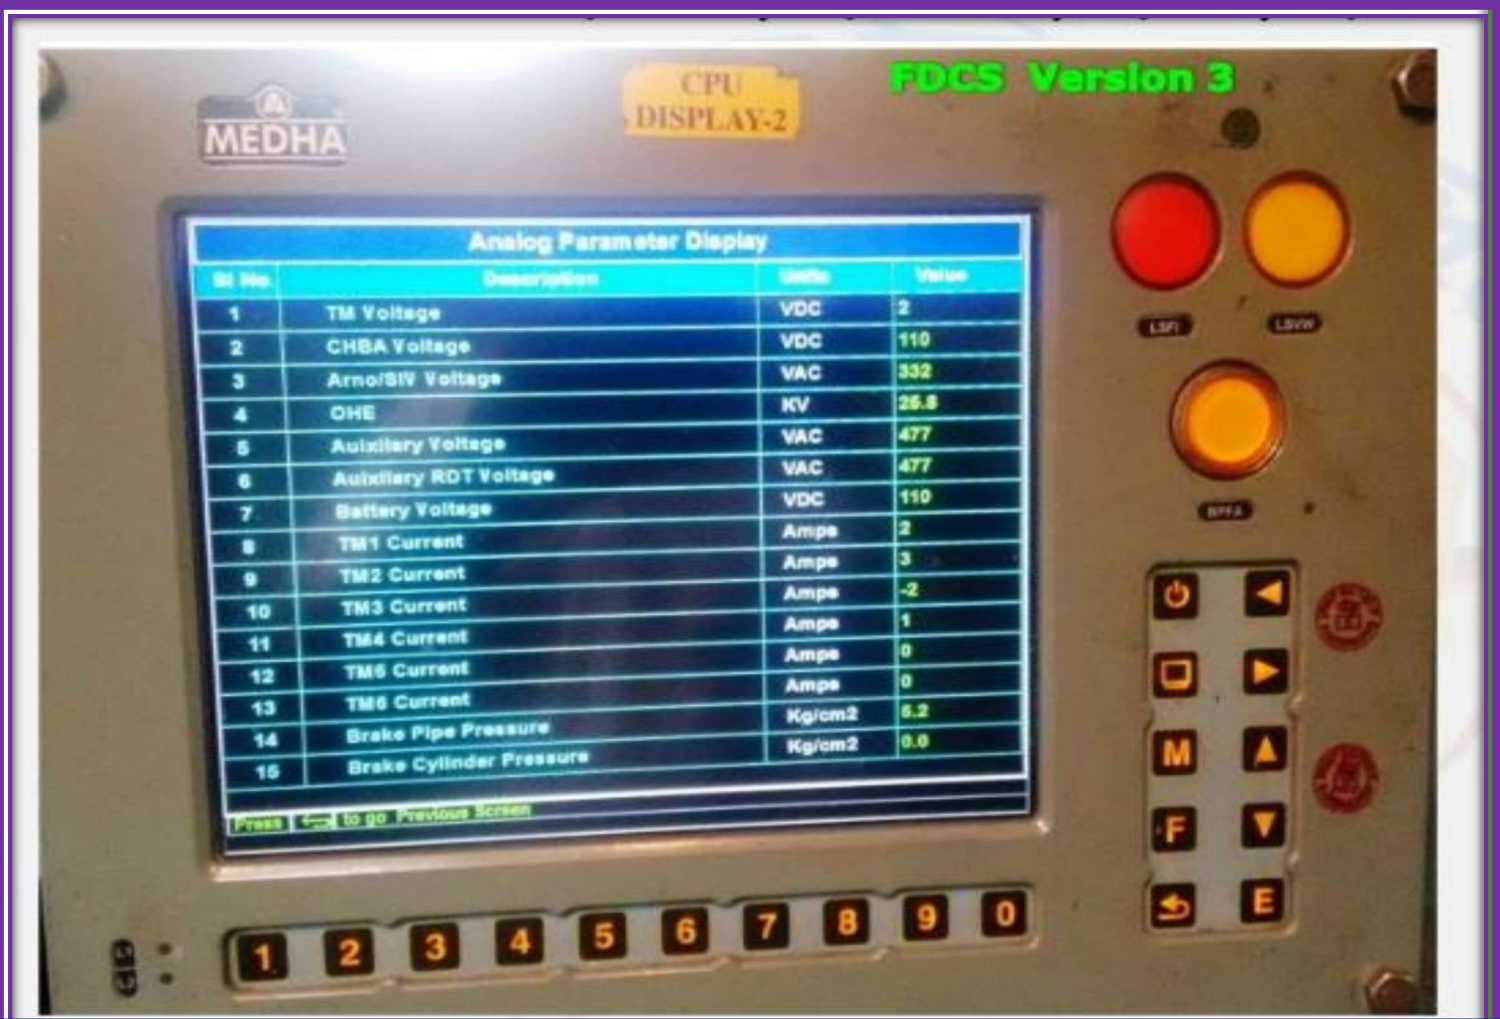 FDCS Version 3
MEDHA
CPU
DISPLAY-2
Analog Parameter Display
Sl No. Description Units Value
1 TM Voltage VDC 2
2 CHBA Voltage VDC 110
3 Arno/SIV Voltage VAC 332
4 OHE KV 25.8
5 Auixilary Voltage VAC 477
6 Auixilary RDT Voltage VAC 477
7 Battery Voltage VDC 110
8 TM1 Current Amps 2
9 TM2 Current Amps 3
10 TM3 Current Amps -2
11 TM4 Current Amps 1
12 TM5 Current Amps 0
13 TM6 Current Amps 0
14 Brake Pipe Pressure Kg/cm2 5.2
15 Brake Cylinder Pressure Kg/cm2 0.0
Press to go Previous Screen
LSFI
LSVW
BPFA
M
F
E
1 2 3 4 5 6 7 8 9 0